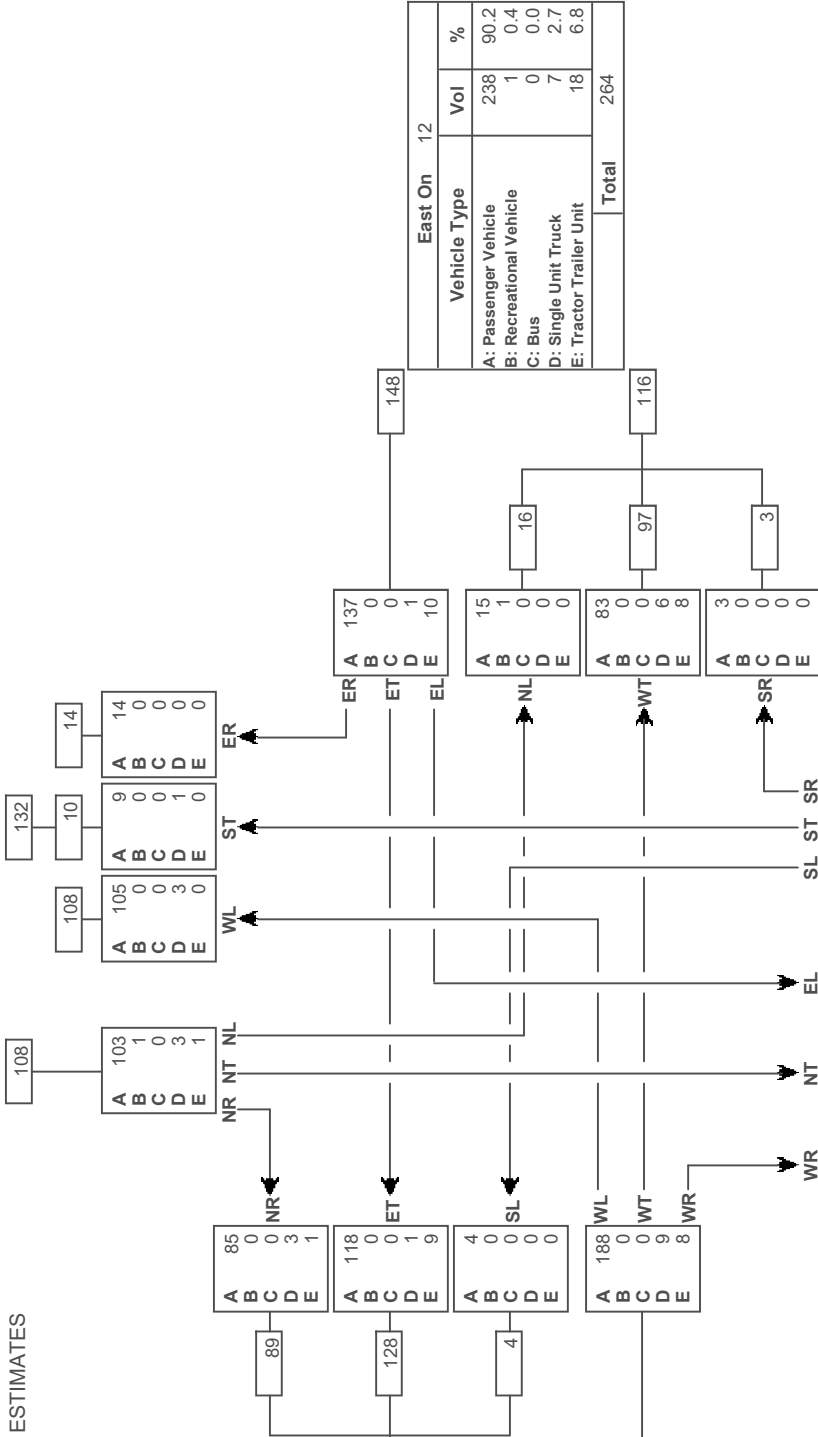 ESTIMATES
132
108
108
10
14
A 103
B 1
C 0
D 3
E 1
A 105
B 0
C 0
D 3
E 0
A 9
B 0
C 0
D 1
E 0
A 14
B 0
C 0
D 0
E 0
NR NT NL
WL
ST
ER
89
A 85
B 0
C 0
D 3
E 1
NR
128
A 118
B 0
C 0
D 1
E 9
ET
4
A 4
B 0
C 0
D 0
E 0
SL
A 188
B 0
C 0
D 9
E 8
WL
WT
WR
ER
ET
EL
A 137
B 0
C 0
D 1
E 10
148
NL
A 15
B 1
C 0
D 0
E 0
16
WT
A 83
B 0
C 0
D 6
E 8
97
116
SR
A 3
B 0
C 0
D 0
E 0
3
East On 12
Vehicle Type Vol %
A: Passenger Vehicle 238 90.2
B: Recreational Vehicle 1 0.4
C: Bus 0 0.0
D: Single Unit Truck 7 2.7
E: Tractor Trailer Unit 18 6.8
Total 264
WR NT EL SL ST SR